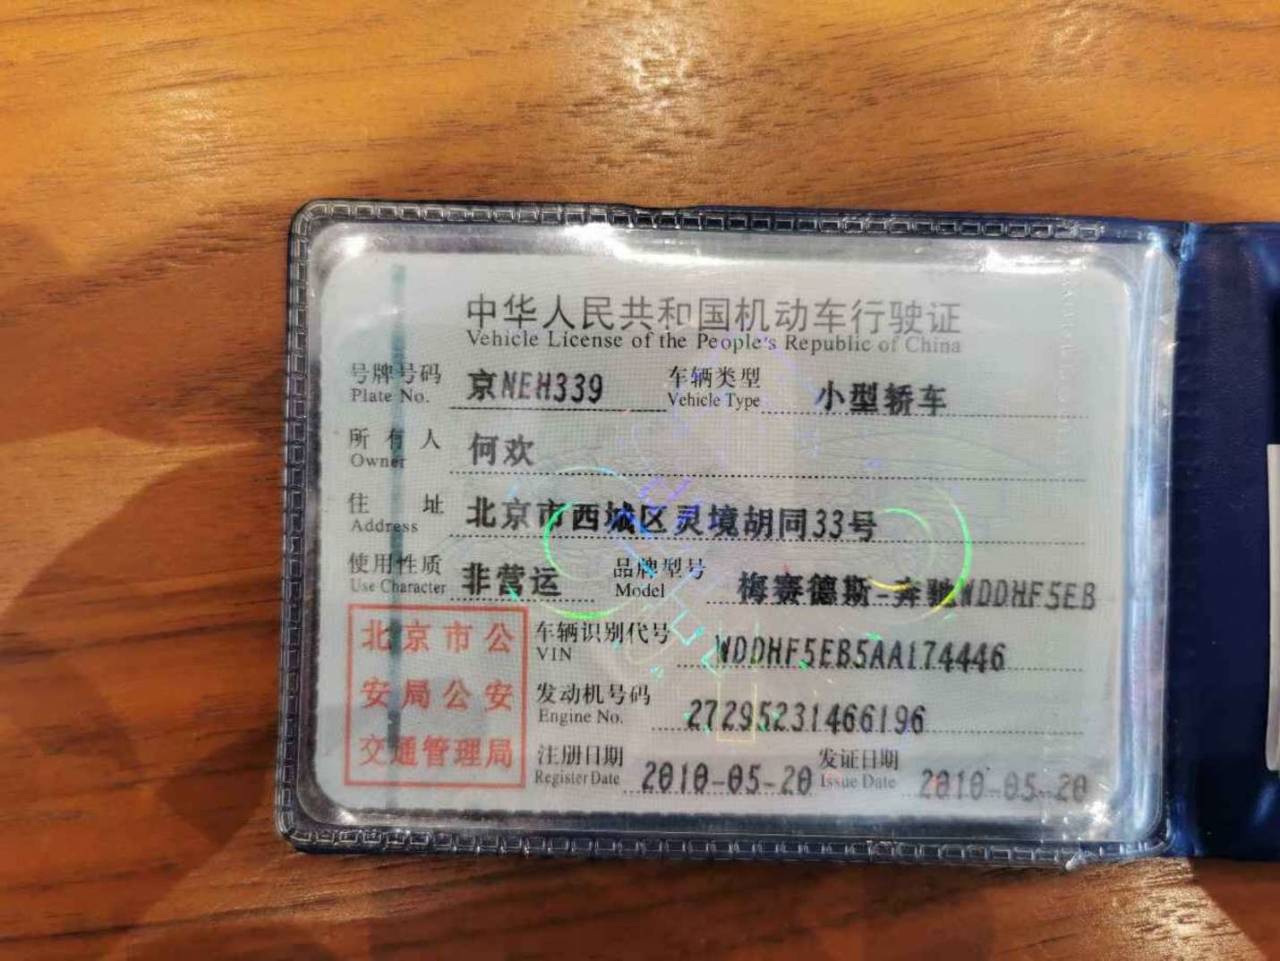 中华人民共和国机动车行驶证
Vehicle License of the People's Republic of China
号牌号码 京NEH339 车辆类型 小型轿车
Plate No. Vehicle Type
所有人 何欢
Owner
住址 北京市西城区灵境胡同33号
Address
使用性质 非营运 品牌型号 梅赛德斯-奔驰WDDHF5EB
Use Character Model
北京市公
安局公安
交通管理局
车辆识别代号 WDDHF5EB5AA174446
VIN
发动机号码 27295231466196
Engine No.
注册日期 2010-05-20 发证日期 2010-05-20
Register Date Issue Date